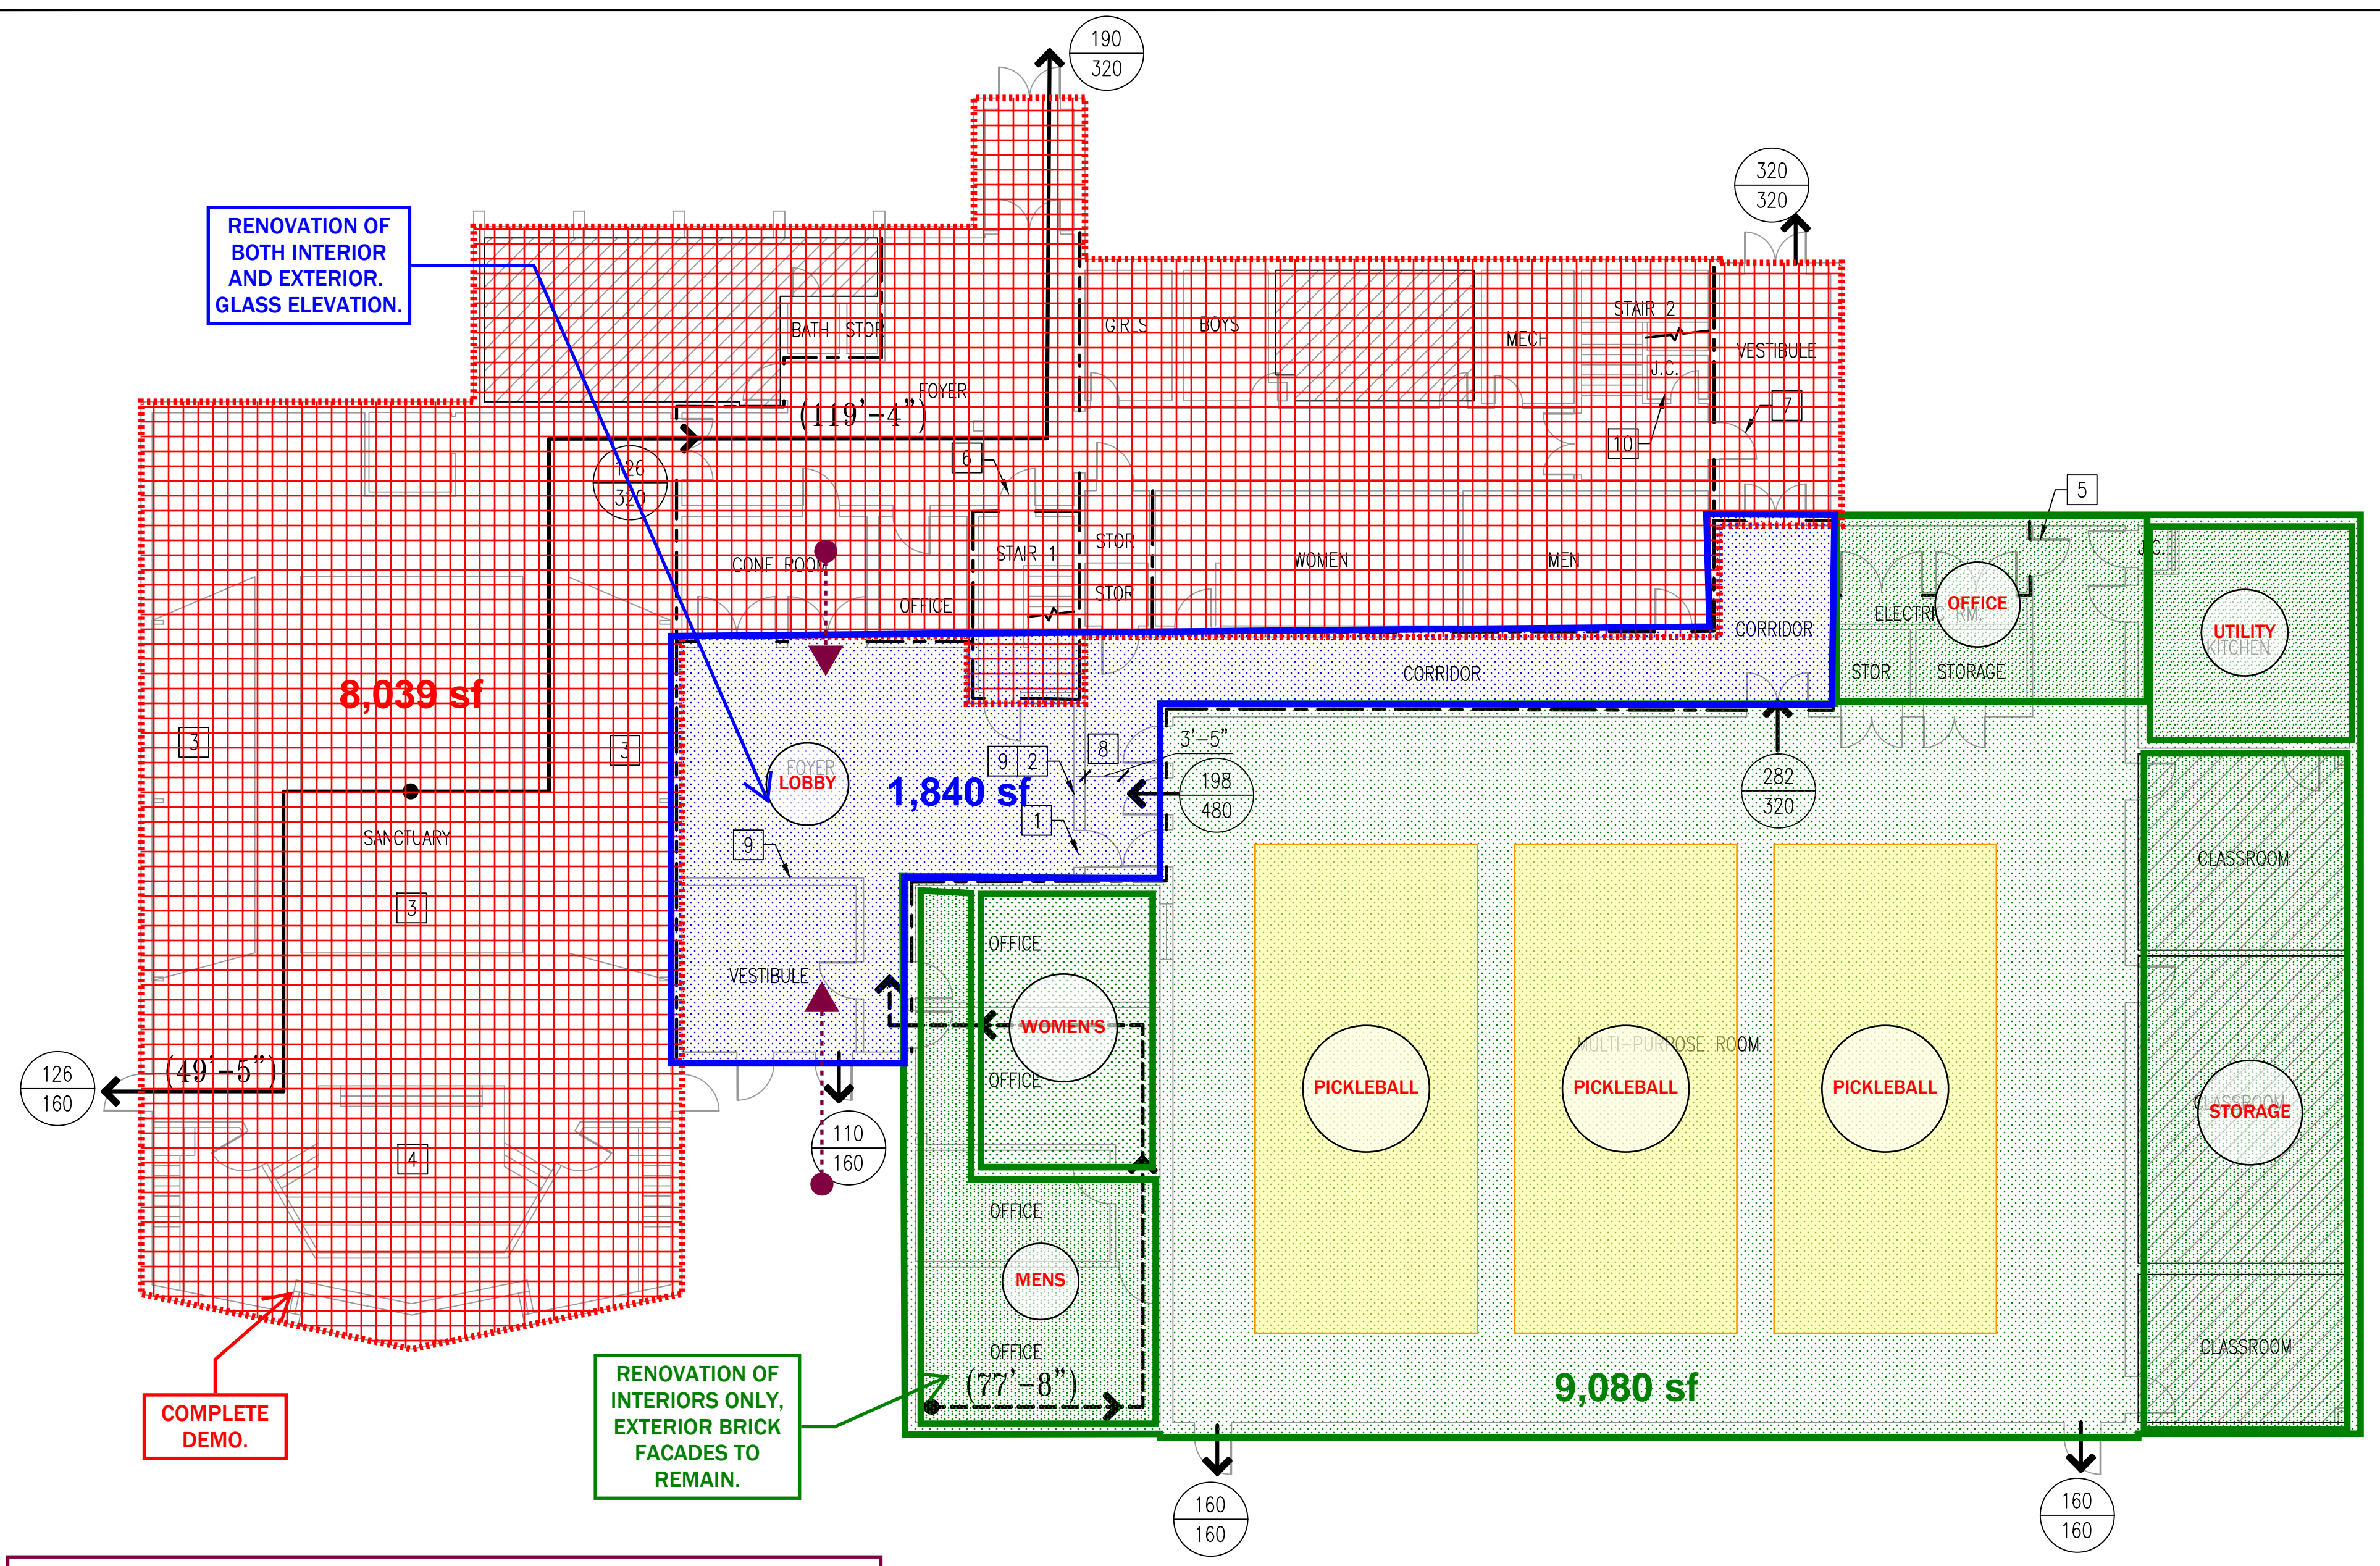 190
320
320
320
RENOVATION OF
BOTH INTERIOR
AND EXTERIOR.
GLASS ELEVATION.
BATH
STOR
GIRLS
BOYS
MECH
STAIR 2
J.C.
VESTIBULE
FOYER
(119'-4")
7
10
6
126
320
5
CONF ROOM
OFFICE
STAIR 1
STOR
STOR
WOMEN
MEN
CORRIDOR
CORRIDOR
ELECTRIC RM.
OFFICE
J.C.
UTILITY
KITCHEN
STOR
STORAGE
8,039 sf
3
3
FOYER
LOBBY
1,840 sf
9
2
8
3'-5"
198
480
282
320
1
SANCTUARY
9
3
CLASSROOM
OFFICE
VESTIBULE
WOMEN'S
OFFICE
MULTI-PURPOSE ROOM
PICKLEBALL
PICKLEBALL
PICKLEBALL
CLASSROOM
STORAGE
(49'-5")
126
160
110
160
4
OFFICE
MENS
OFFICE
(77'-8")
CLASSROOM
9,080 sf
COMPLETE
DEMO.
RENOVATION OF
INTERIORS ONLY,
EXTERIOR BRICK
FACADES TO
REMAIN.
160
160
160
160